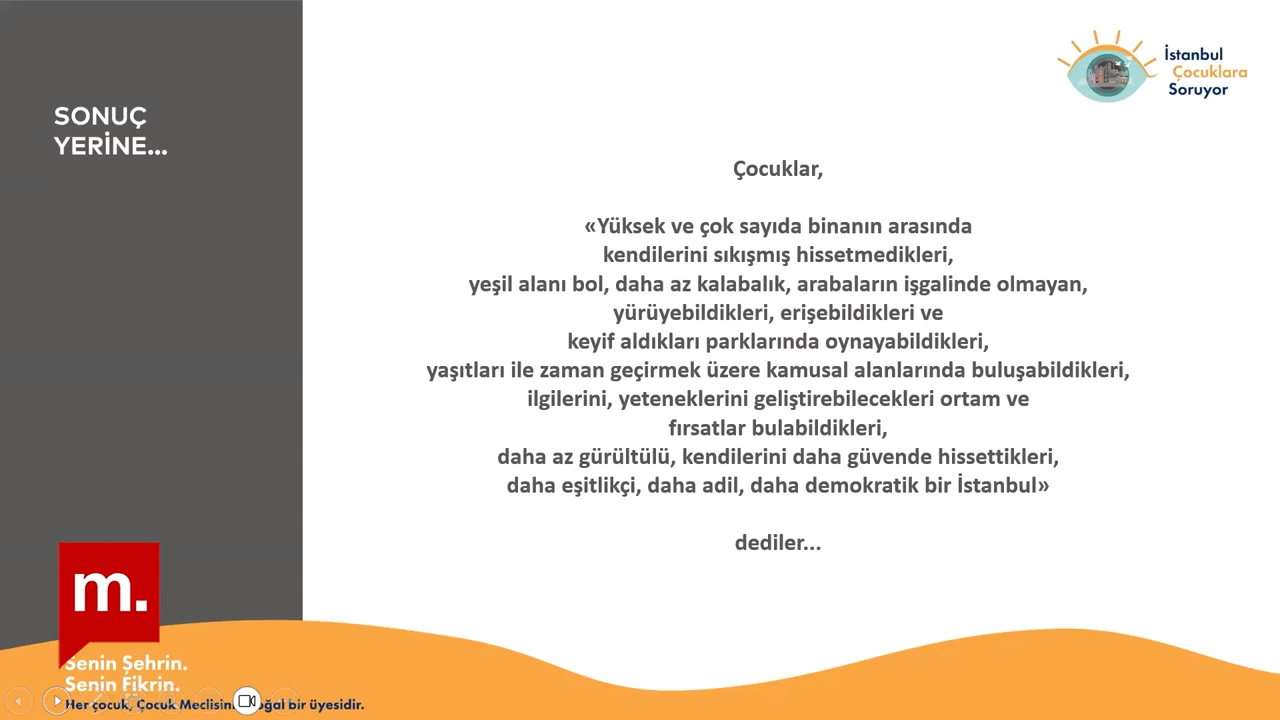 SONUÇ
YERİNE...
İstanbul
Çocuklara
Soruyor
Çocuklar,
«Yüksek ve çok sayıda binanın arasında
kendilerini sıkışmış hissetmedikleri,
yeşil alanı bol, daha az kalabalık, arabaların işgalinde olmayan,
yürüyebildikleri, erişebildikleri ve
keyif aldıkları parklarında oynayabildikleri,
yaşıtları ile zaman geçirmek üzere kamusal alanlarında buluşabildikleri,
ilgilerini, yeteneklerini geliştirebilecekleri ortam ve
fırsatlar bulabildikleri,
daha az gürültülü, kendilerini daha güvende hissettikleri,
daha eşitlikçi, daha adil, daha demokratik bir İstanbul»
dediler...
m.
Senin Şehrin.
Senin Fikrin.
Her çocuk, Çocuk Meclisin bir üyesidir.